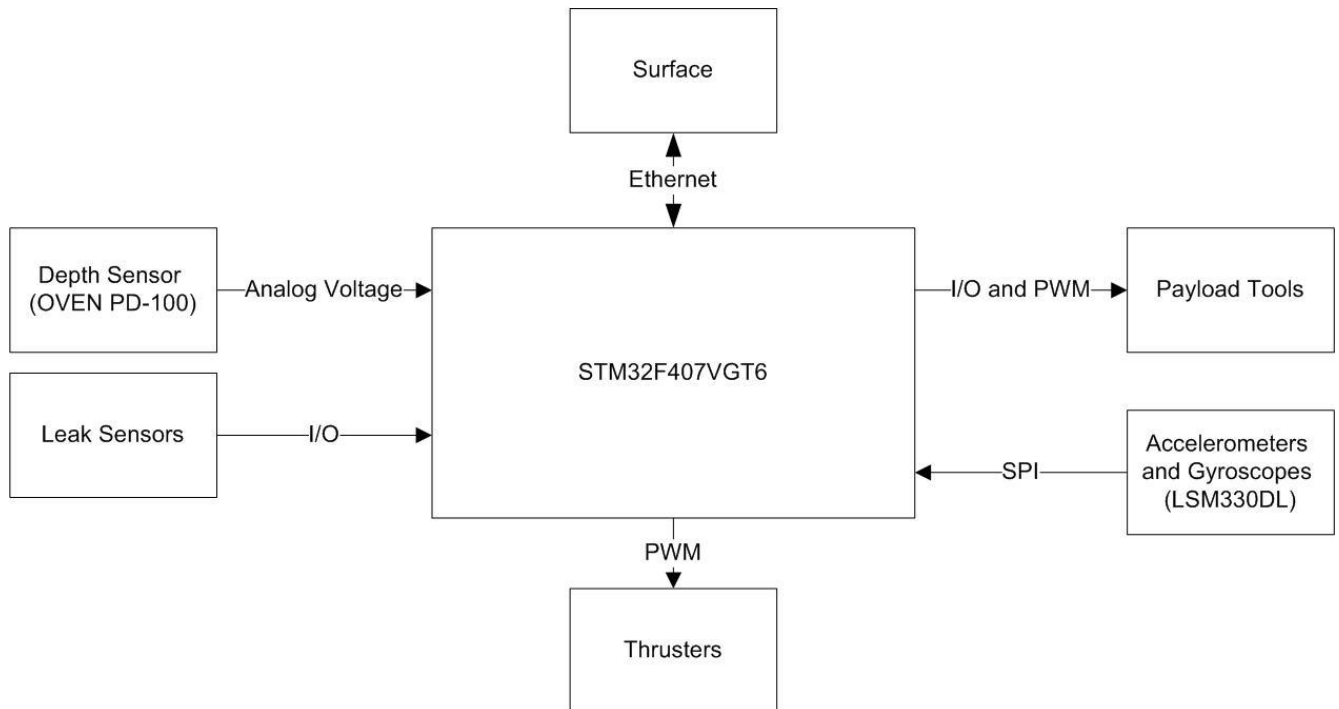 Surface
Ethernet
Depth Sensor
(OVEN PD-100)
Analog Voltage
I/O and PWM
Payload Tools
STM32F407VGT6
Leak Sensors
I/O
SPI
Accelerometers
and Gyroscopes
(LSM330DL)
PWM
Thrusters